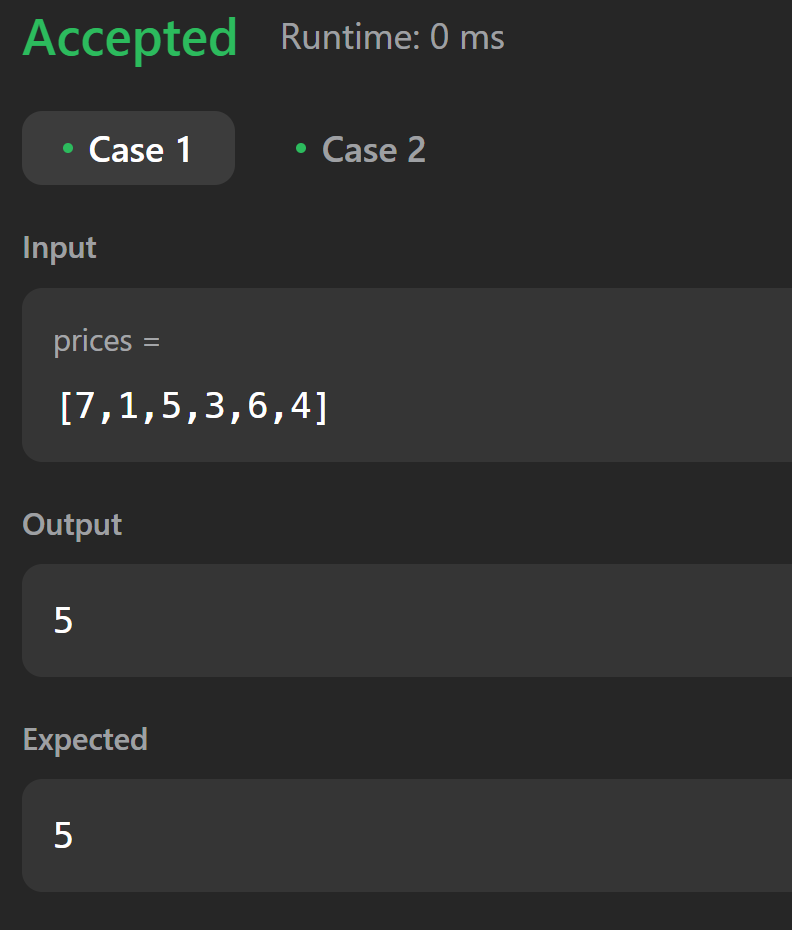 Accepted Runtime: 0 ms
Case 1 Case 2
Input
prices =
[7,1,5,3,6,4]
Output
5
Expected
5